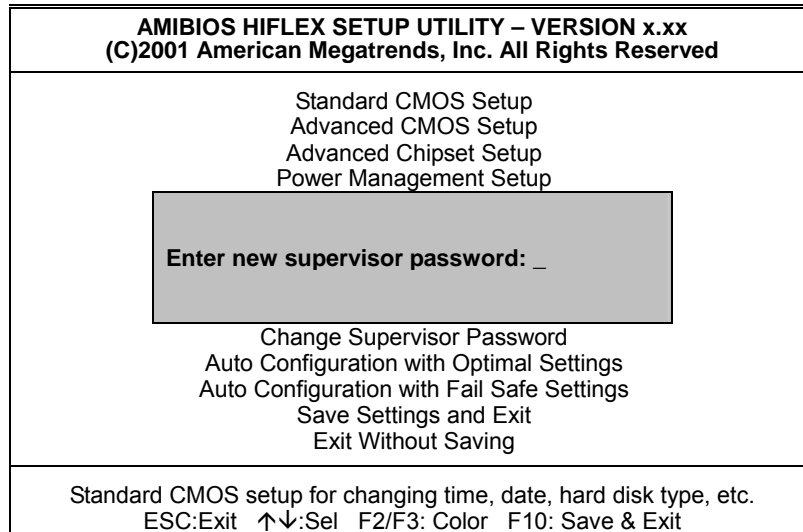 AMIBIOS HIFLEX SETUP UTILITY – VERSION x.xx
(C)2001 American Megatrends, Inc. All Rights Reserved
Standard CMOS Setup
Advanced CMOS Setup
Advanced Chipset Setup
Power Management Setup
Enter new supervisor password: _
Change Supervisor Password
Auto Configuration with Optimal Settings
Auto Configuration with Fail Safe Settings
Save Settings and Exit
Exit Without Saving
Standard CMOS setup for changing time, date, hard disk type, etc.
ESC:Exit ↑↓:Sel F2/F3: Color F10: Save & Exit